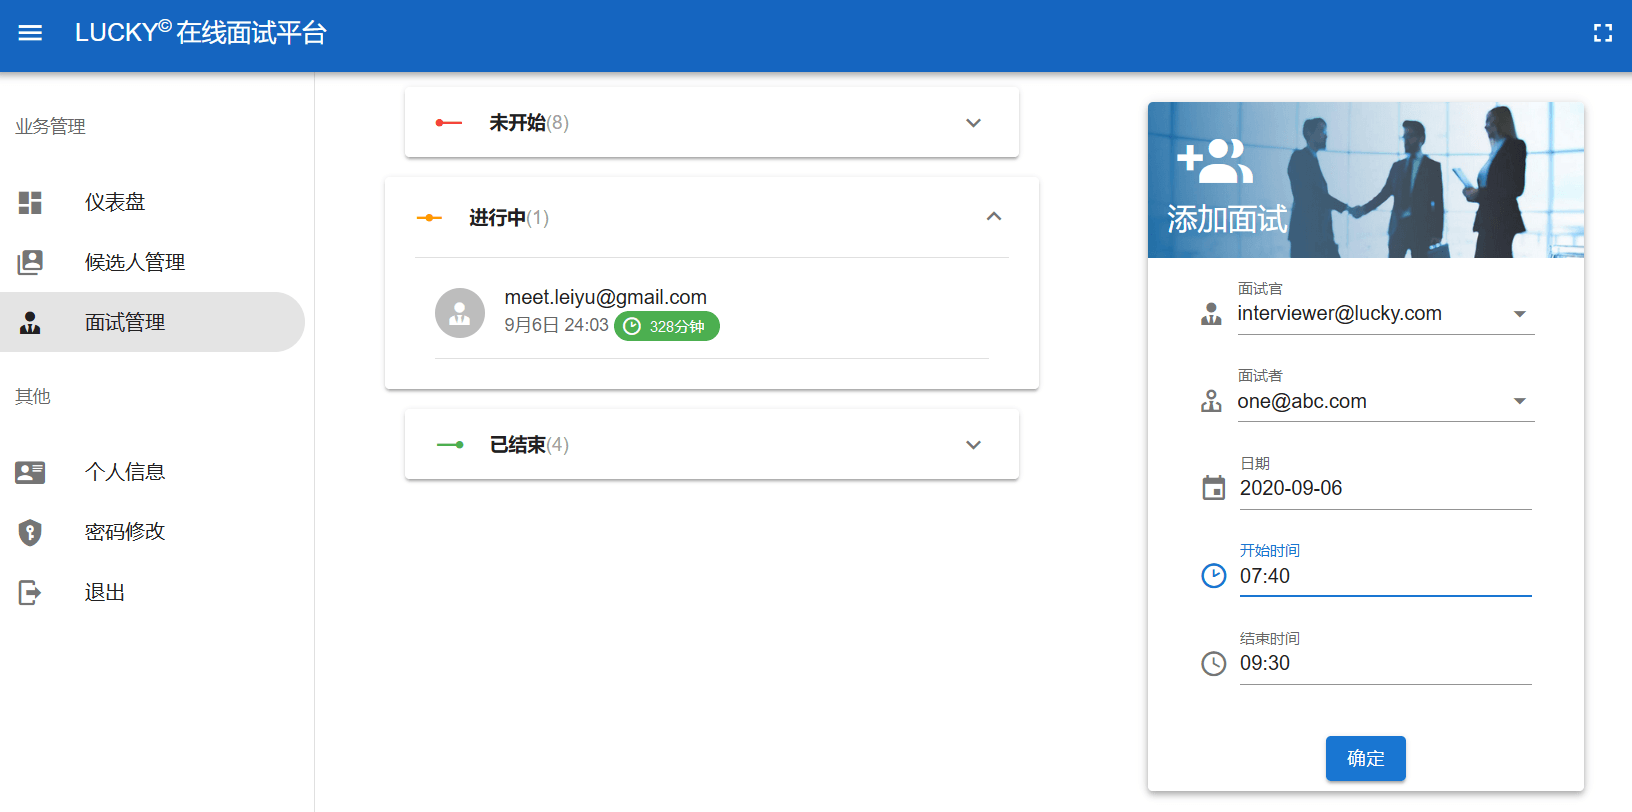 LUCKY© 在线面试平台
业务管理
仪表盘
候选人管理
面试管理
其他
个人信息
密码修改
退出
未开始(8)
进行中(1)
meet.leiyu@gmail.com
9月6日 24:03 328分钟
已结束(4)
添加面试
面试官
interviewer@lucky.com
面试者
one@abc.com
日期
2020-09-06
开始时间
07:40
结束时间
09:30
确定